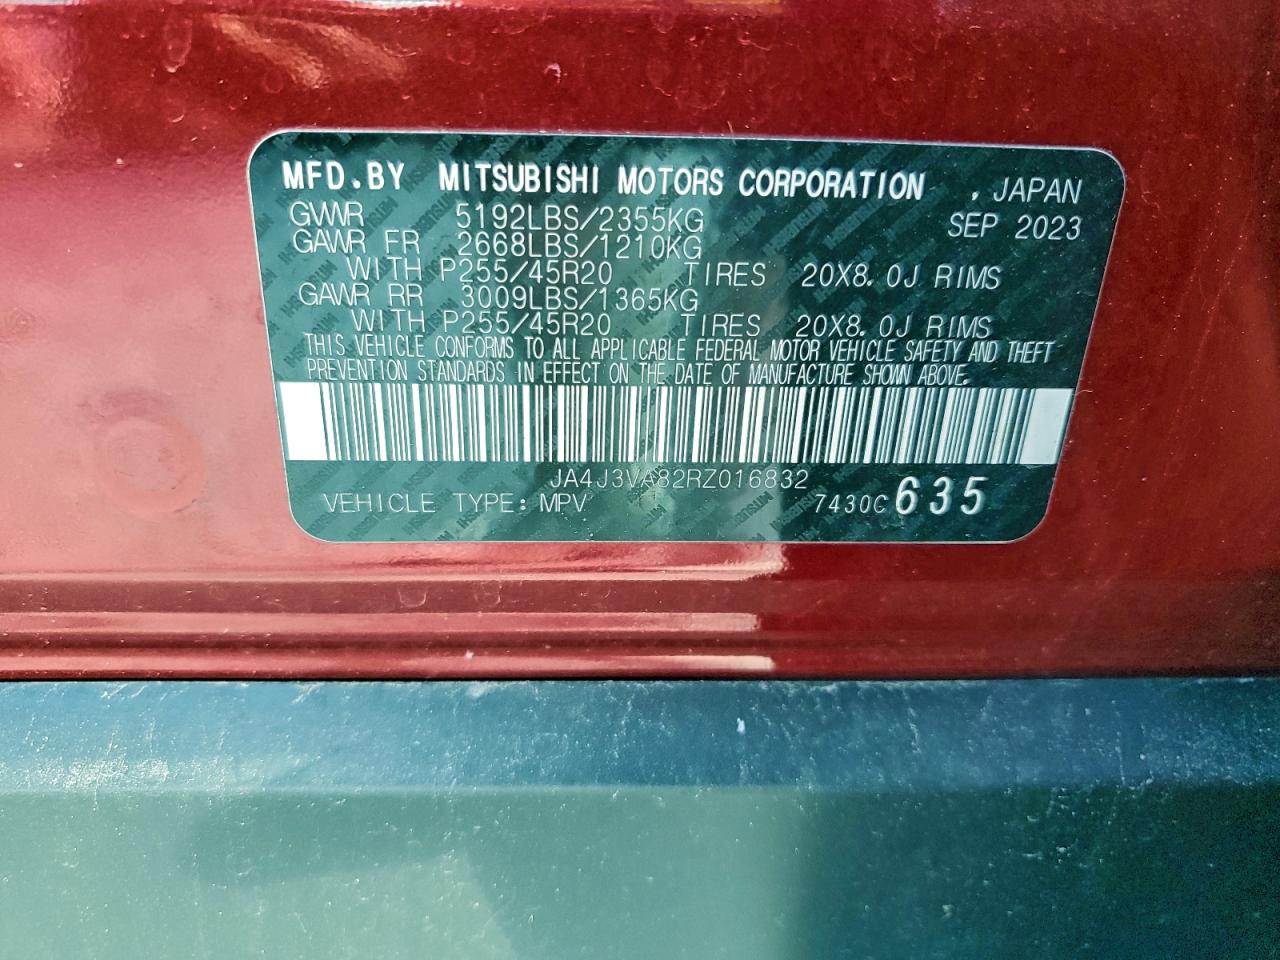 MFD.BY MITSUBISHI MOTORS CORPORATION , JAPAN
GVWR 5192LBS/2355KG SEP 2023
GAWR FR 2668LBS/1210KG
WITH P255/45R20 TIRES 20X8.0J RIMS
GAWR RR 3009LBS/1365KG
WITH P255/45R20 TIRES 20X8.0J RIMS
THIS VEHICLE CONFORMS TO ALL APPLICABLE FEDERAL MOTOR VEHICLE SAFETY AND THEFT
PREVENTION STANDARDS IN EFFECT ON THE DATE OF MANUFACTURE SHOWN ABOVE.
JA4J3VA82RZ016832
VEHICLE TYPE: MPV 7430C 635